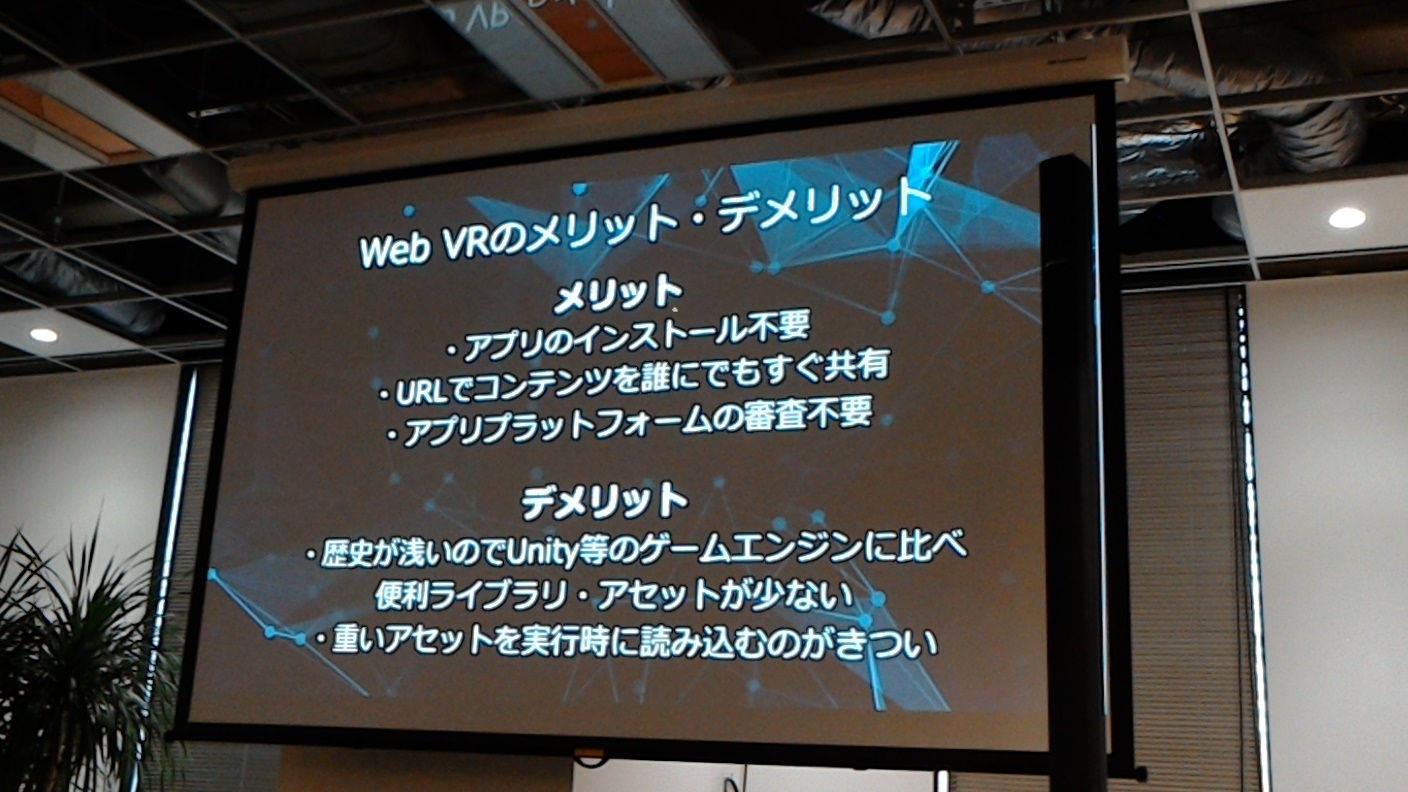 Web VRのメリット・デメリット
メリット
・アプリのインストール不要
・URLでコンテンツを誰にでもすぐ共有
・アプリプラットフォームの審査不要
デメリット
・歴史が浅いのでUnity等のゲームエンジンに比べ
便利ライブラリ・アセットが少ない
・重いアセットを実行時に読み込むのがきつい